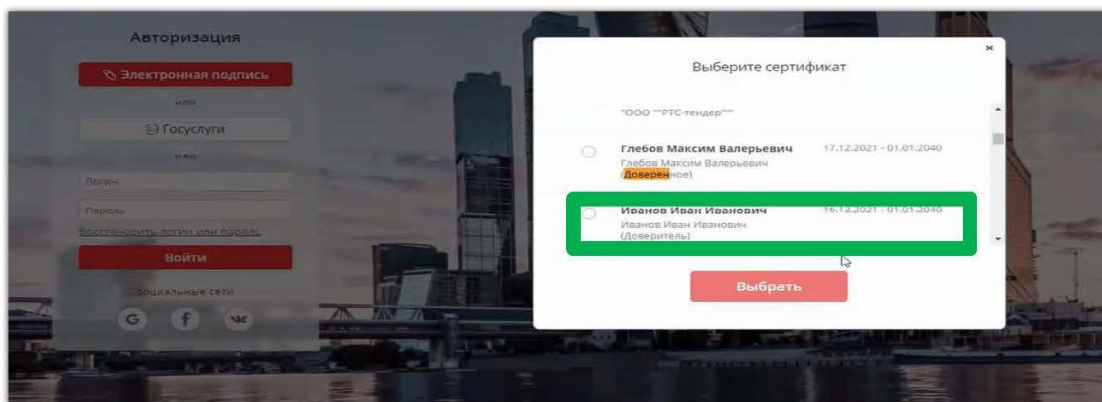 Авторизация
Электронная подпись
или
Госуслуги
или
Логин
Пароль
Восстановить логин или пароль
Войти
Социальные сети
Выберите сертификат
"ООО ""РТС-тендер"""
Глебов Максим Валерьевич 17.12.2021 - 01.01.2040
Глебов Максим Валерьевич
(Доверенное)
Иванов Иван Иванович 16.12.2021 - 01.01.2040
Иванов Иван Иванович
(Доверитель)
Выбрать